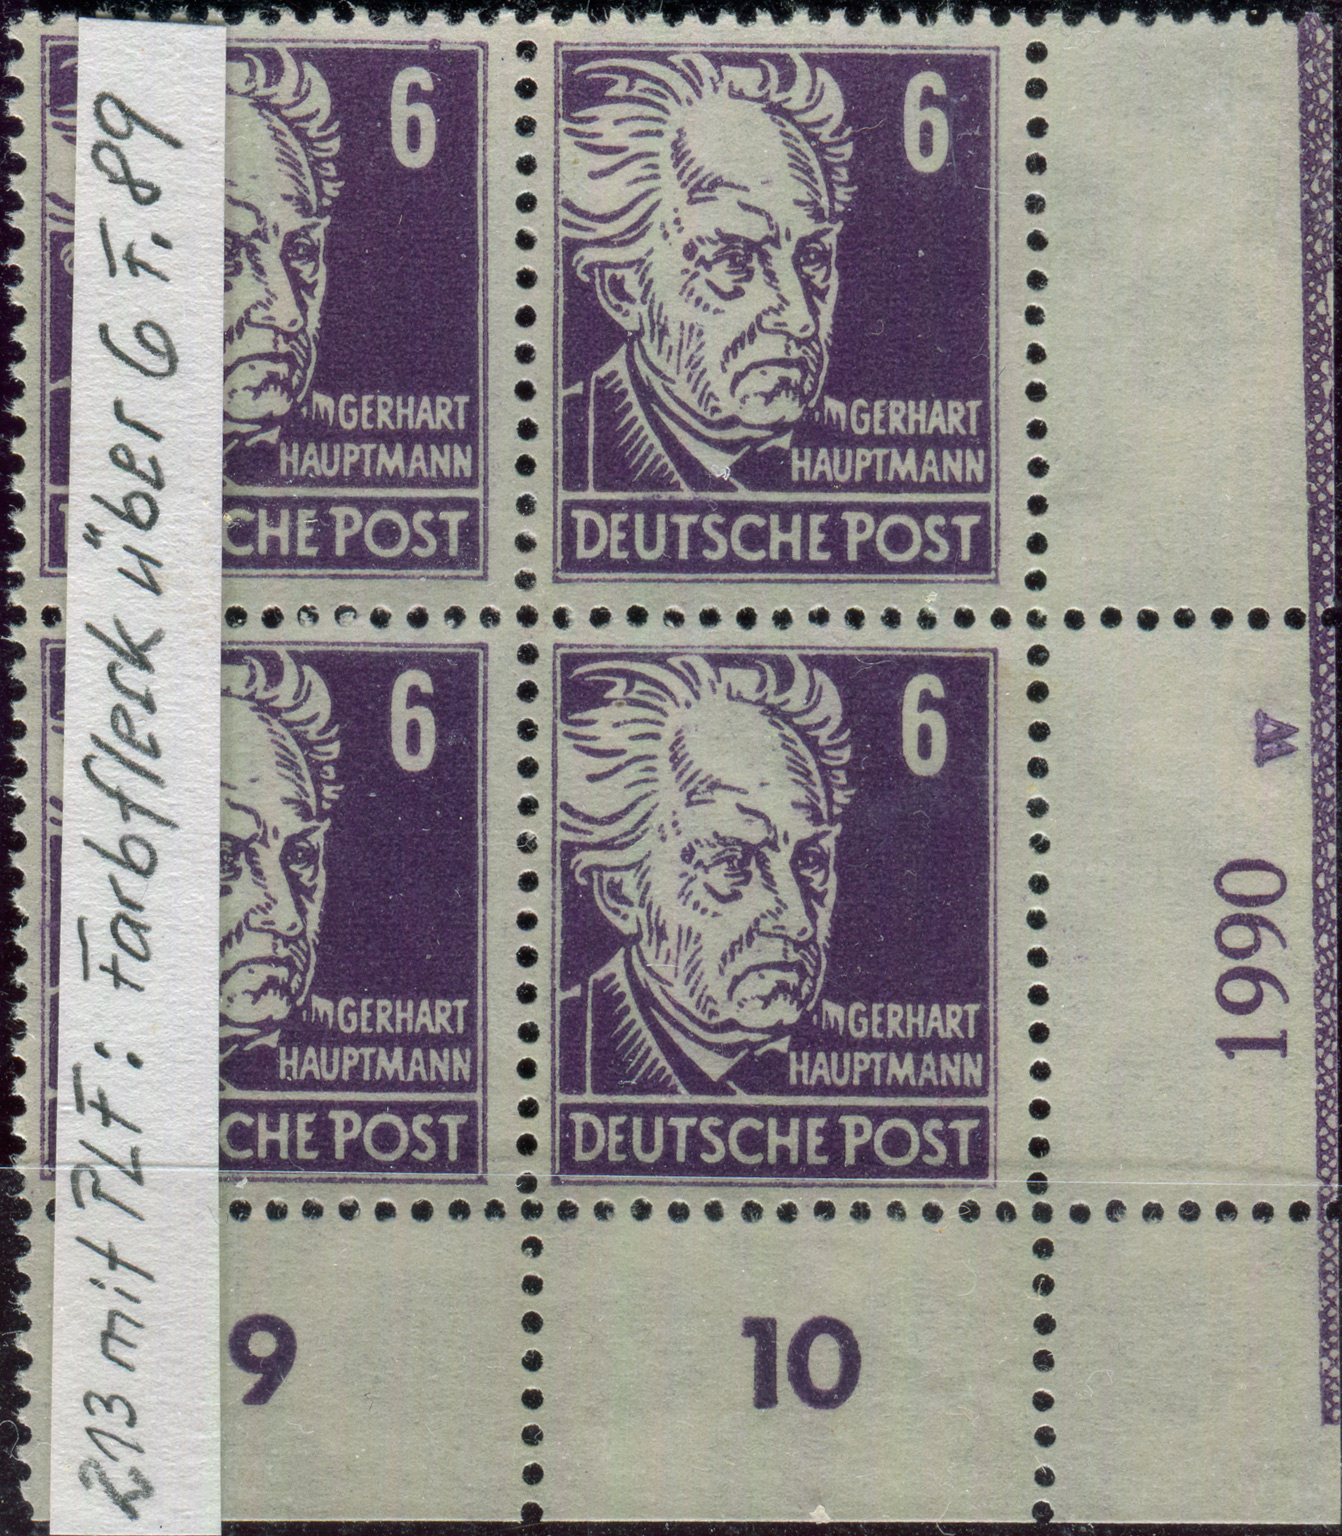 213 mit PLF: Farbfleck über 6 F. 89
6
GERHART
HAUPTMANN
CHE POST
6
GERHART
HAUPTMANN
DEUTSCHE POST
6
GERHART
HAUPTMANN
CHE POST
6
GERHART
HAUPTMANN
DEUTSCHE POST
W
1990
9
10